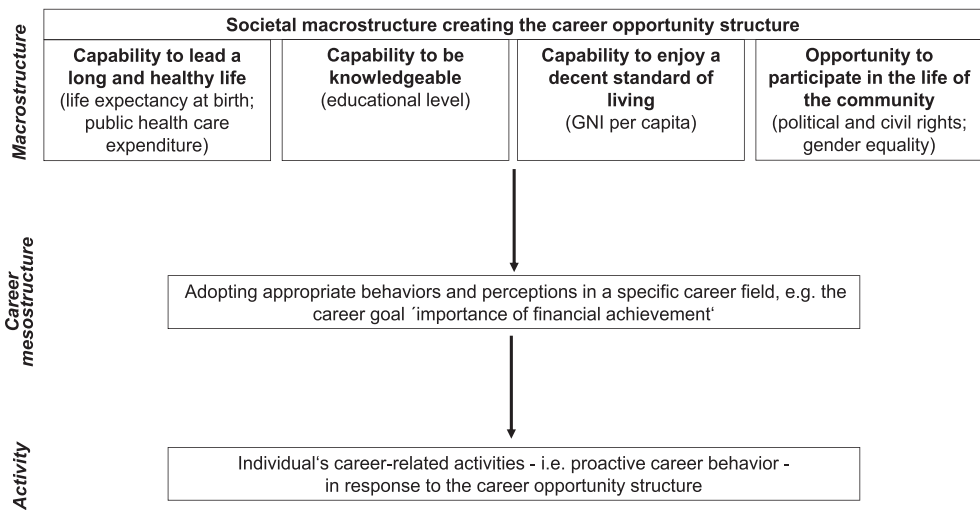 Macrostructure
Societal macrostructure creating the career opportunity structure
Capability to lead a
long and healthy life
(life expectancy at birth;
public health care
expenditure)
Capability to be
knowledgeable
(educational level)
Capability to enjoy a
decent standard of
living
(GNI per capita)
Opportunity to
participate in the life of
the community
(political and civil rights;
gender equality)
Career
mesostructure
Adopting appropriate behaviors and perceptions in a specific career field, e.g. the
career goal ´importance of financial achievement‘
Activity
Individual‘s career-related activities - i.e. proactive career behavior -
in response to the career opportunity structure